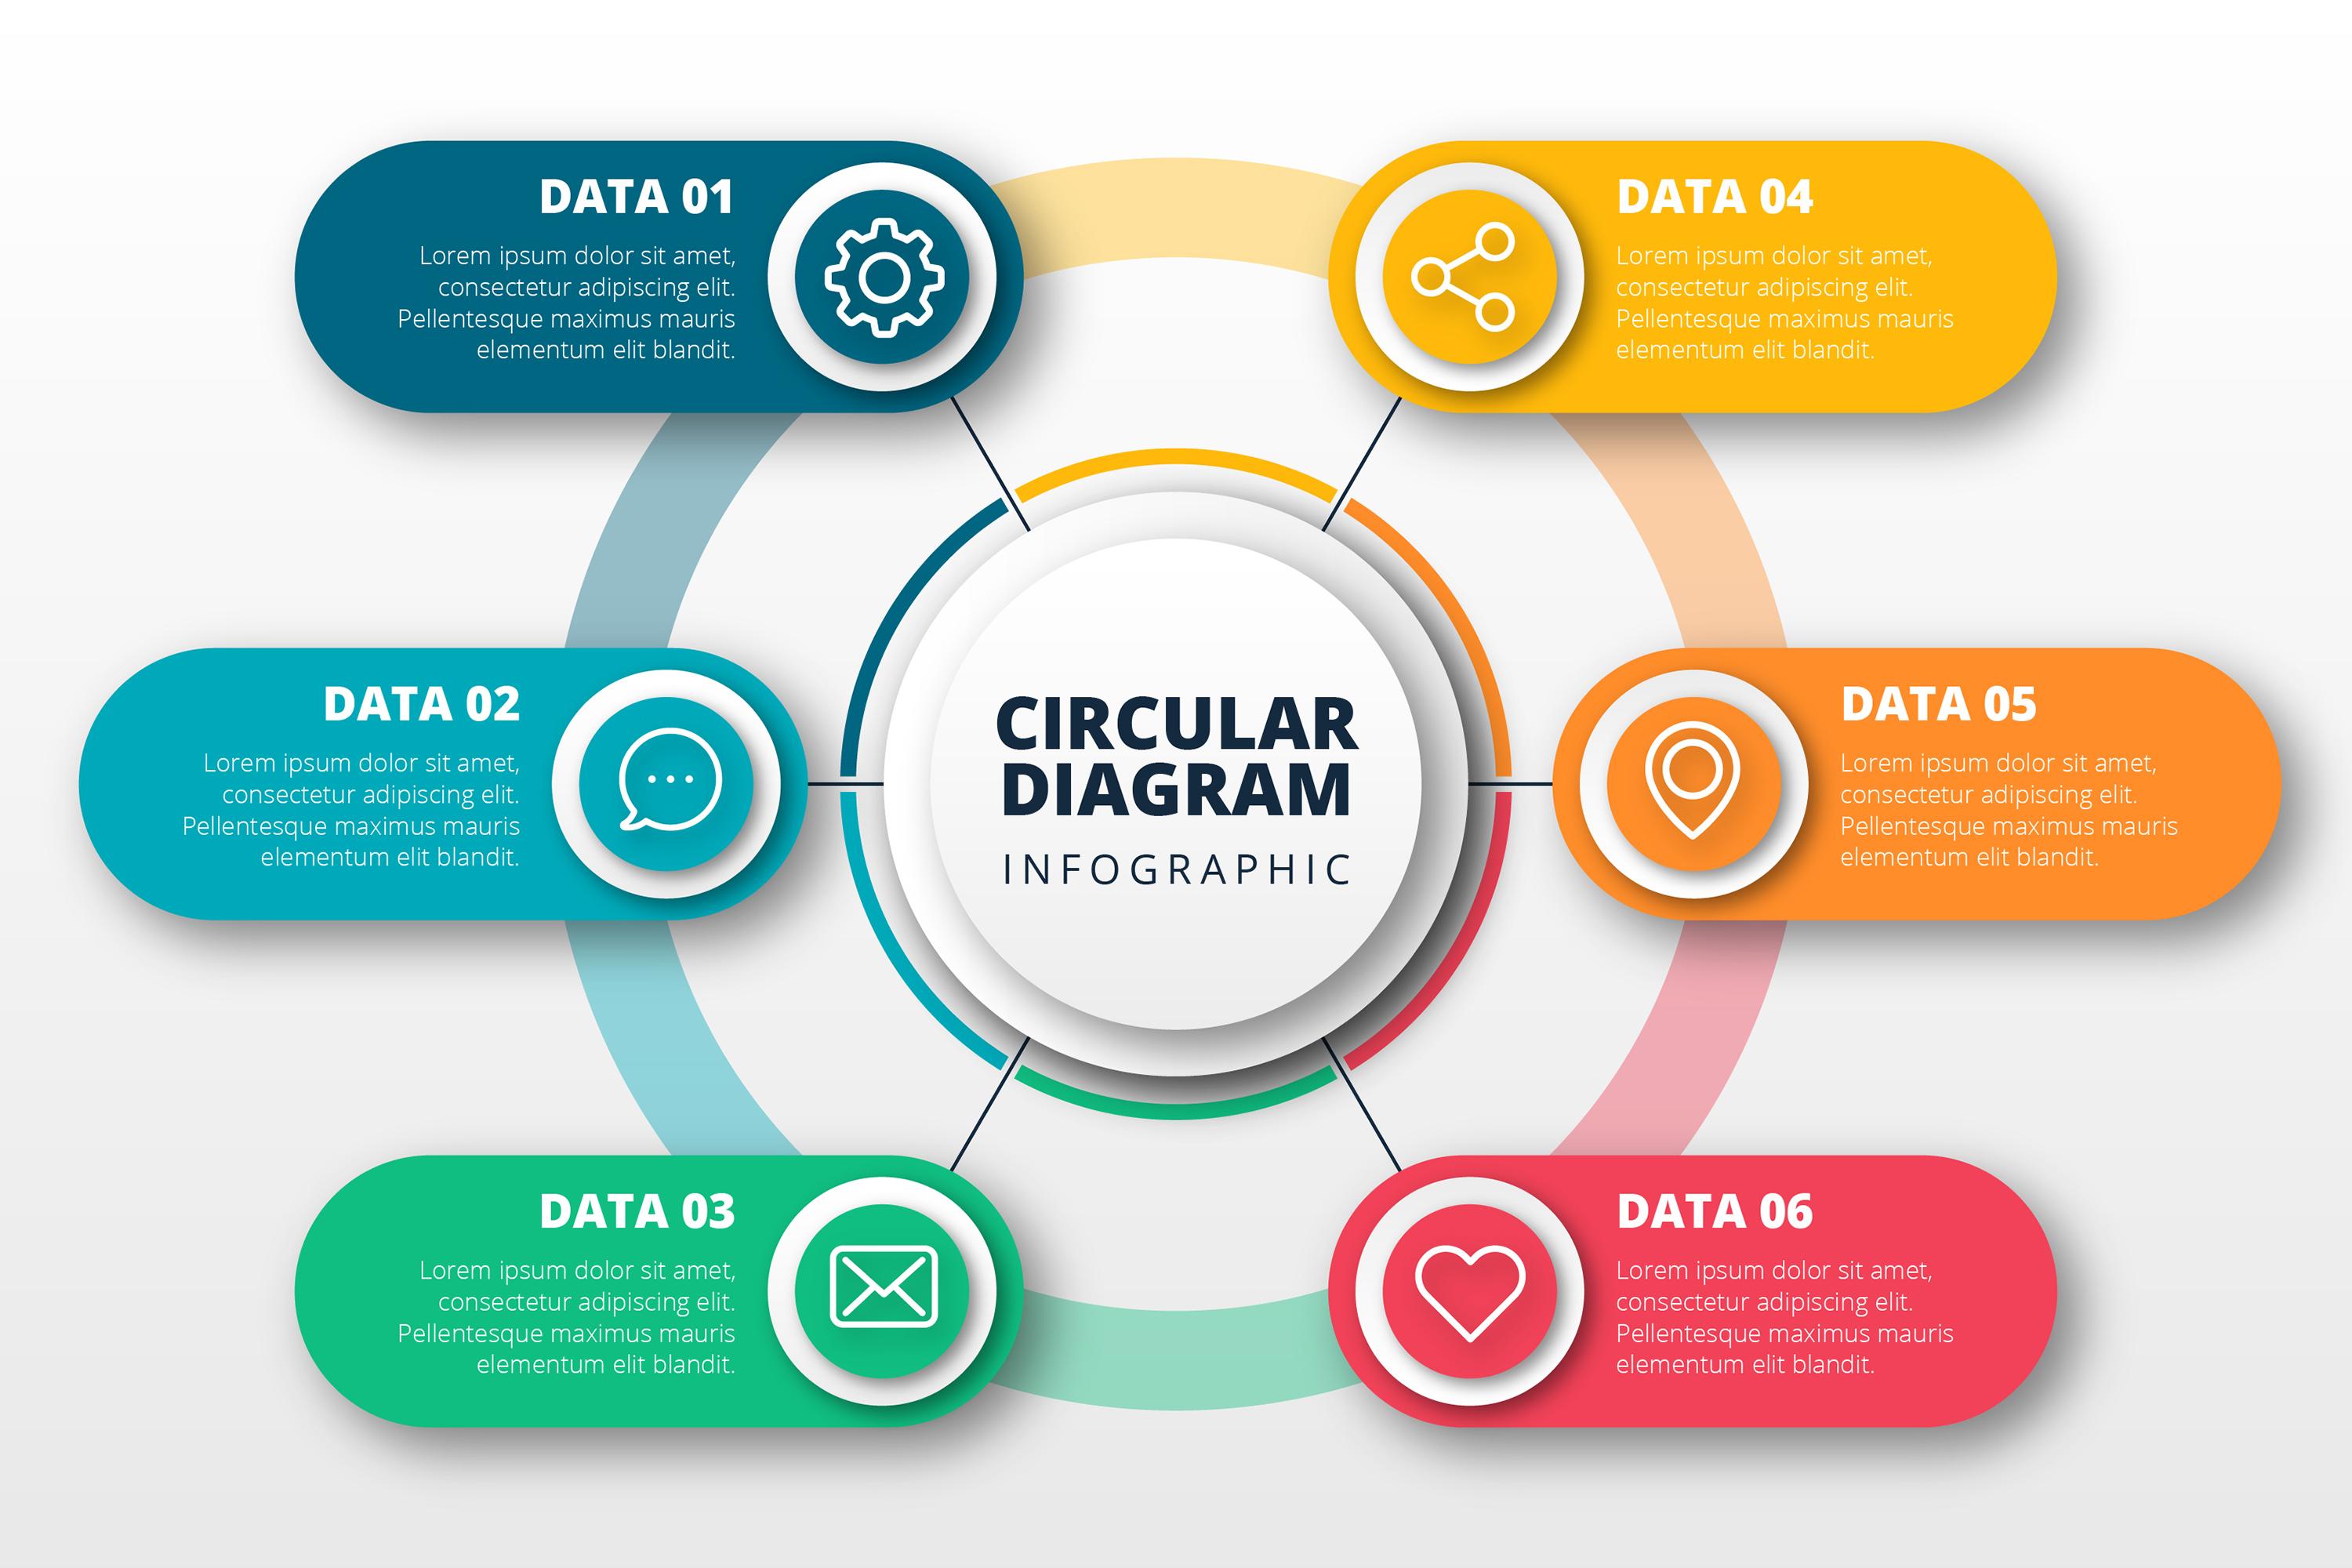 DATA 01
Lorem ipsum dolor sit amet,
consectetur adipiscing elit.
Pellentesque maximus mauris
elementum elit blandit.
DATA 02
Lorem ipsum dolor sit amet,
consectetur adipiscing elit.
Pellentesque maximus mauris
elementum elit blandit.
DATA 03
Lorem ipsum dolor sit amet,
consectetur adipiscing elit.
Pellentesque maximus mauris
elementum elit blandit.
CIRCULAR
DIAGRAM
INFOGRAPHIC
DATA 04
Lorem ipsum dolor sit amet,
consectetur adipiscing elit.
Pellentesque maximus mauris
elementum elit blandit.
DATA 05
Lorem ipsum dolor sit amet,
consectetur adipiscing elit.
Pellentesque maximus mauris
elementum elit blandit.
DATA 06
Lorem ipsum dolor sit amet,
consectetur adipiscing elit.
Pellentesque maximus mauris
elementum elit blandit.